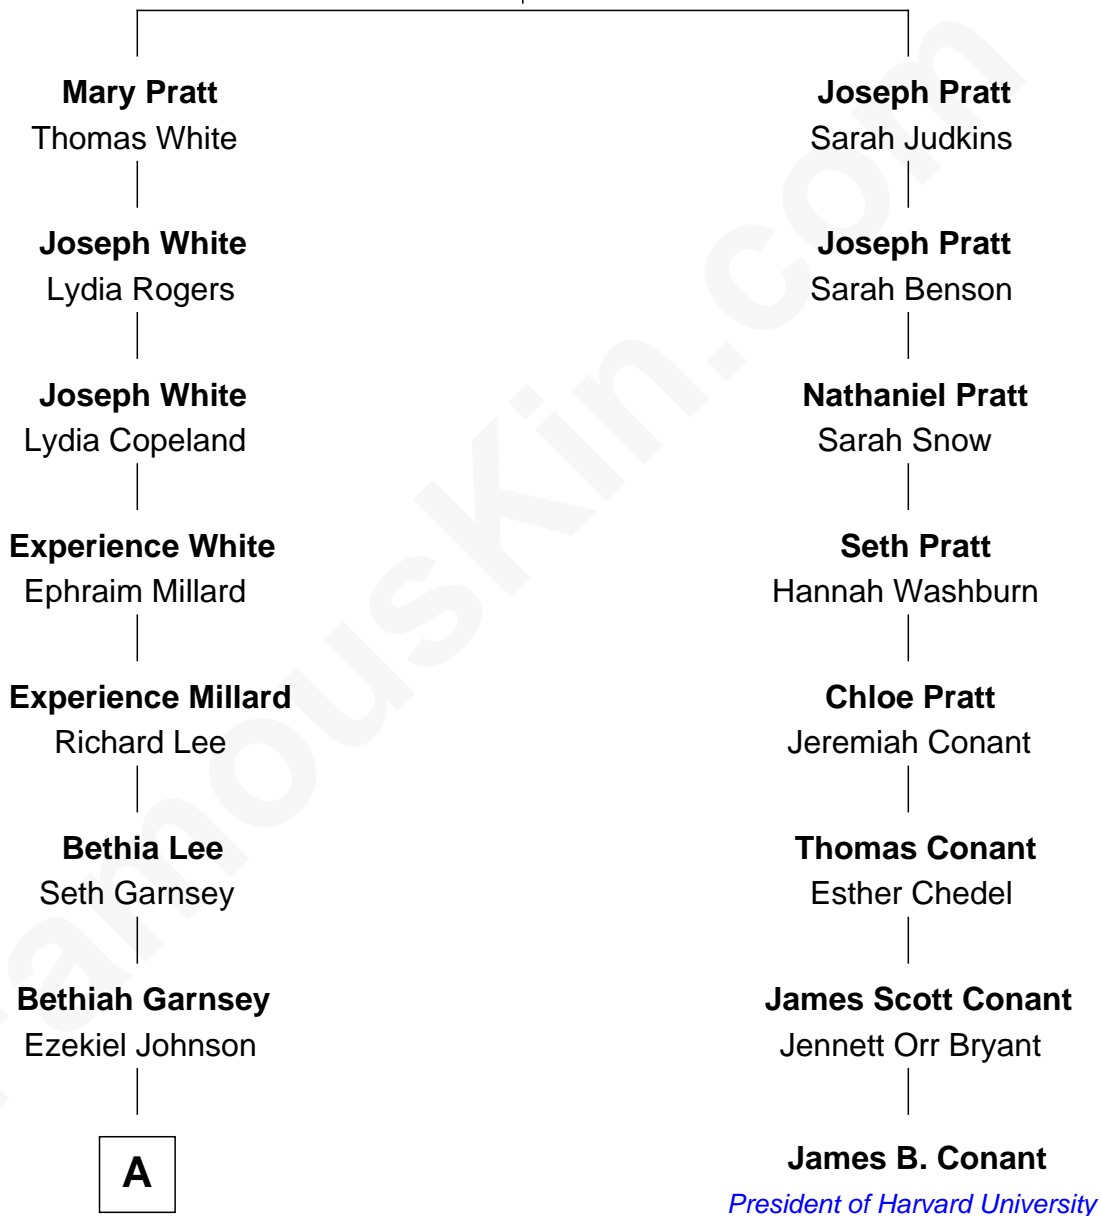 Mary Pratt
Thomas White
Joseph Pratt
Sarah Judkins
Joseph White
Lydia Rogers
Joseph Pratt
Sarah Benson
Joseph White
Lydia Copeland
Nathaniel Pratt
Sarah Snow
Experience White
Ephraim Millard
Seth Pratt
Hannah Washburn
Experience Millard
Richard Lee
Chloe Pratt
Jeremiah Conant
Bethia Lee
Seth Garnsey
Thomas Conant
Esther Chedel
Bethiah Garnsey
Ezekiel Johnson
James Scott Conant
Jennett Orr Bryant
A
James B. Conant
President of Harvard University
FamousKin.com